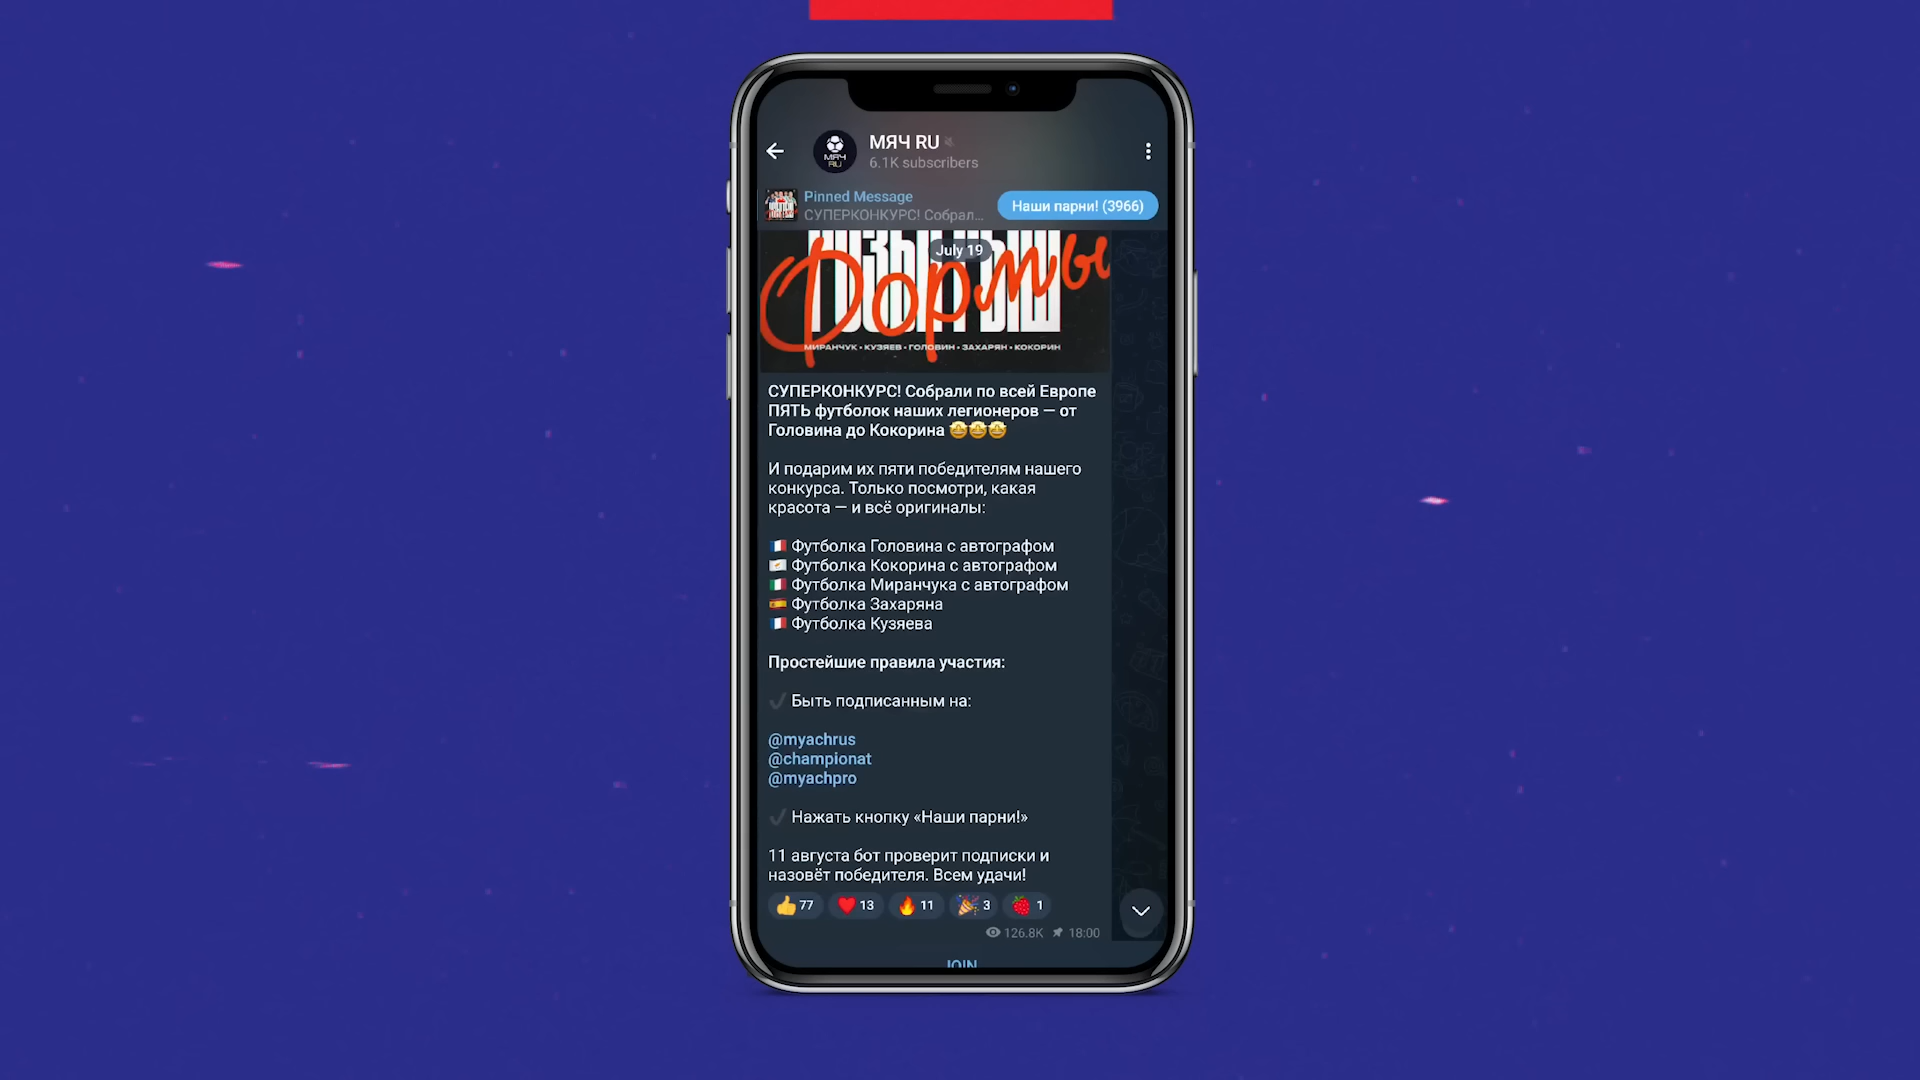 МЯЧ RU
6.1K subscribers
МЯЧ
RU
Pinned Message
СУПЕРКОНКУРС! Собрал...
Наши парни! (3966)
July 19
РОЗЫГРЫШ
Формы
МИРАНЧУК • КУЗЯЕВ • ГОЛОВИН • ЗАХАРЯН • КОКОРИН
СУПЕРКОНКУРС! Собрали по всей Европе
ПЯТЬ футболок наших легионеров — от
Головина до Кокорина 🤩🤩🤩
И подарим их пяти победителям нашего
конкурса. Только посмотри, какая
красота — и всё оригиналы:
🇫🇷 Футболка Головина с автографом
🇨🇾 Футболка Кокорина с автографом
🇮🇹 Футболка Миранчука с автографом
🇪🇸 Футболка Захаряна
🇫🇷 Футболка Кузяева
Простейшие правила участия:
✔️ Быть подписанным на:
@myachrus
@championat
@myachpro
✔️ Нажать кнопку «Наши парни!»
11 августа бот проверит подписки и
назовёт победителя. Всем удачи!
👍 77 ❤️ 13 🔥 11 🎉 3 🍓 1
126.8K 18:00
JOIN